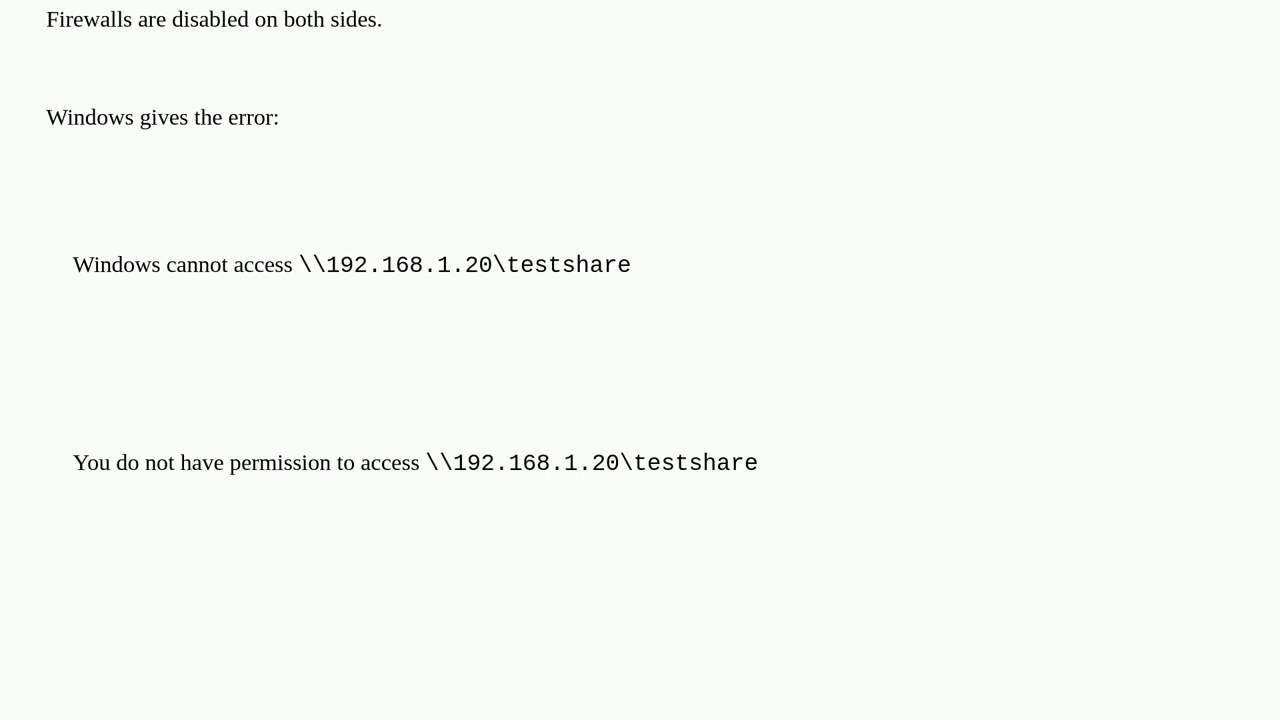 Firewalls are disabled on both sides.
Windows gives the error:
Windows cannot access \\192.168.1.20\testshare
You do not have permission to access \\192.168.1.20\testshare